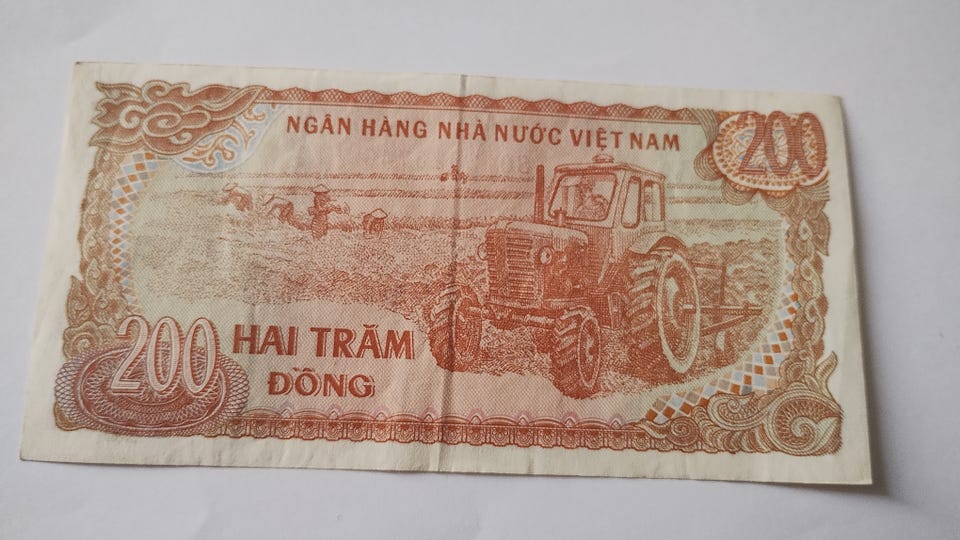 NGÂN HÀNG NHÀ NƯỚC VIỆT NAM
200
200
HAI TRĂM
ĐỒNG